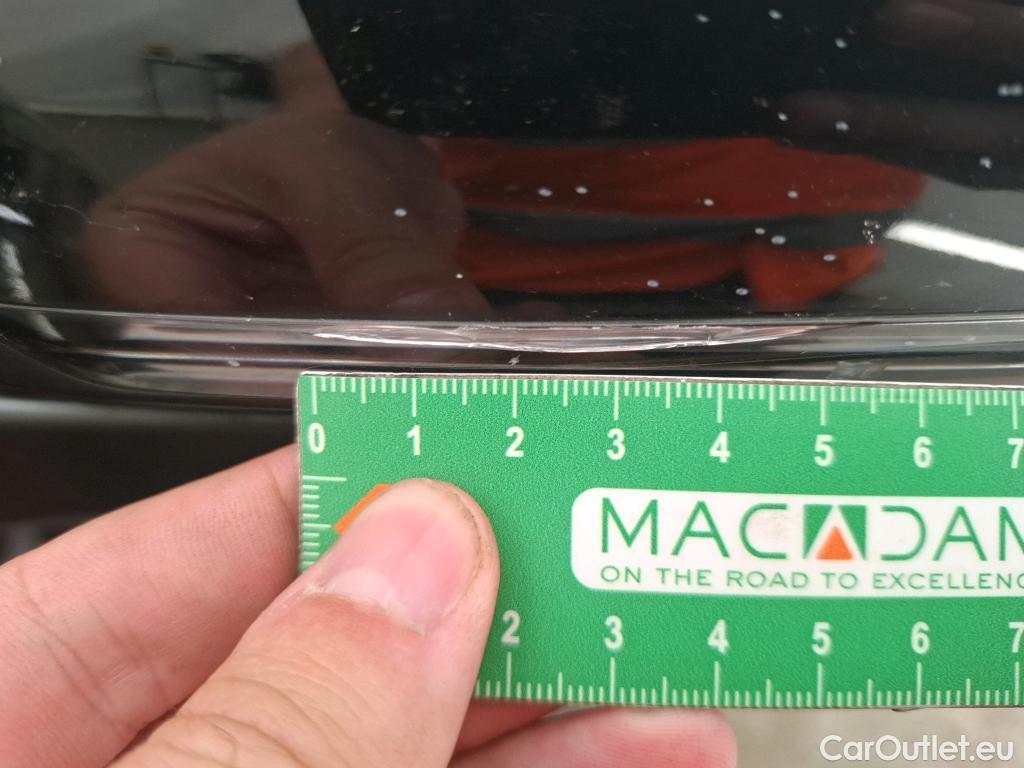 0 1 2 3 4 5 6 7
MACADAM
ON THE ROAD TO EXCELLENC
2 3 4 5 6 7
CarOutlet.eu